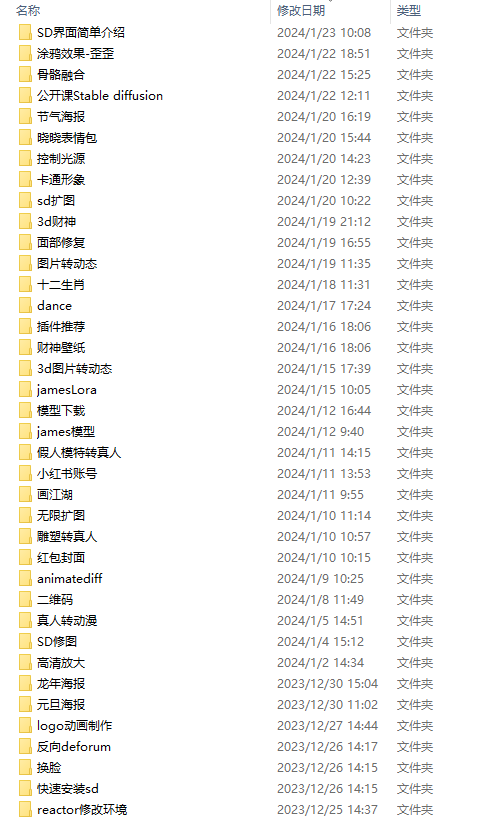 名称 修改日期 类型
SD界面简单介绍 2024/1/23 10:08 文件夹
涂鸦效果-歪歪 2024/1/22 18:51 文件夹
骨骼融合 2024/1/22 15:25 文件夹
公开课Stable diffusion 2024/1/22 12:11 文件夹
节气海报 2024/1/20 16:19 文件夹
晓晓表情包 2024/1/20 15:44 文件夹
控制光源 2024/1/20 14:23 文件夹
卡通形象 2024/1/20 12:39 文件夹
sd扩图 2024/1/20 10:22 文件夹
3d财神 2024/1/19 21:12 文件夹
面部修复 2024/1/19 16:55 文件夹
图片转动态 2024/1/19 11:35 文件夹
十二生肖 2024/1/18 11:31 文件夹
dance 2024/1/17 17:24 文件夹
插件推荐 2024/1/16 18:06 文件夹
财神壁纸 2024/1/16 18:06 文件夹
3d图片转动态 2024/1/15 17:39 文件夹
jamesLora 2024/1/15 10:05 文件夹
模型下载 2024/1/12 16:44 文件夹
james模型 2024/1/12 9:40 文件夹
假人模特转真人 2024/1/11 14:15 文件夹
小红书账号 2024/1/11 13:53 文件夹
画江湖 2024/1/11 9:55 文件夹
无限扩图 2024/1/10 11:14 文件夹
雕塑转真人 2024/1/10 10:57 文件夹
红包封面 2024/1/10 10:15 文件夹
animatediff 2024/1/9 10:25 文件夹
二维码 2024/1/8 11:49 文件夹
真人转动漫 2024/1/5 14:51 文件夹
SD修图 2024/1/4 15:12 文件夹
高清放大 2024/1/2 14:34 文件夹
龙年海报 2023/12/30 15:04 文件夹
元旦海报 2023/12/30 11:02 文件夹
logo动画制作 2023/12/27 14:44 文件夹
反向deforum 2023/12/26 14:17 文件夹
换脸 2023/12/26 14:15 文件夹
快速安装sd 2023/12/26 14:15 文件夹
reactor修改环境 2023/12/25 14:37 文件夹